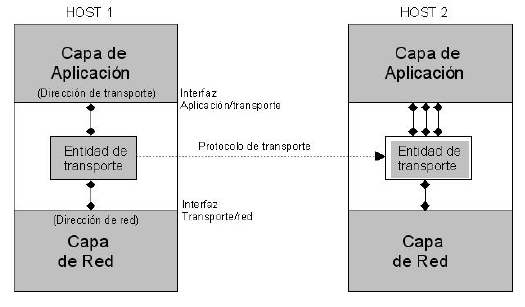 HOST 1
HOST 2
Capa de
Aplicación
(Dirección de transporte)
Interfaz
Aplicación/transporte
Capa de
Aplicación
Entidad de
transporte
Protocolo de transporte
Entidad de
transporte
Interfaz
Transporte/red
(Dirección de red)
Capa
de Red
Capa
de Red